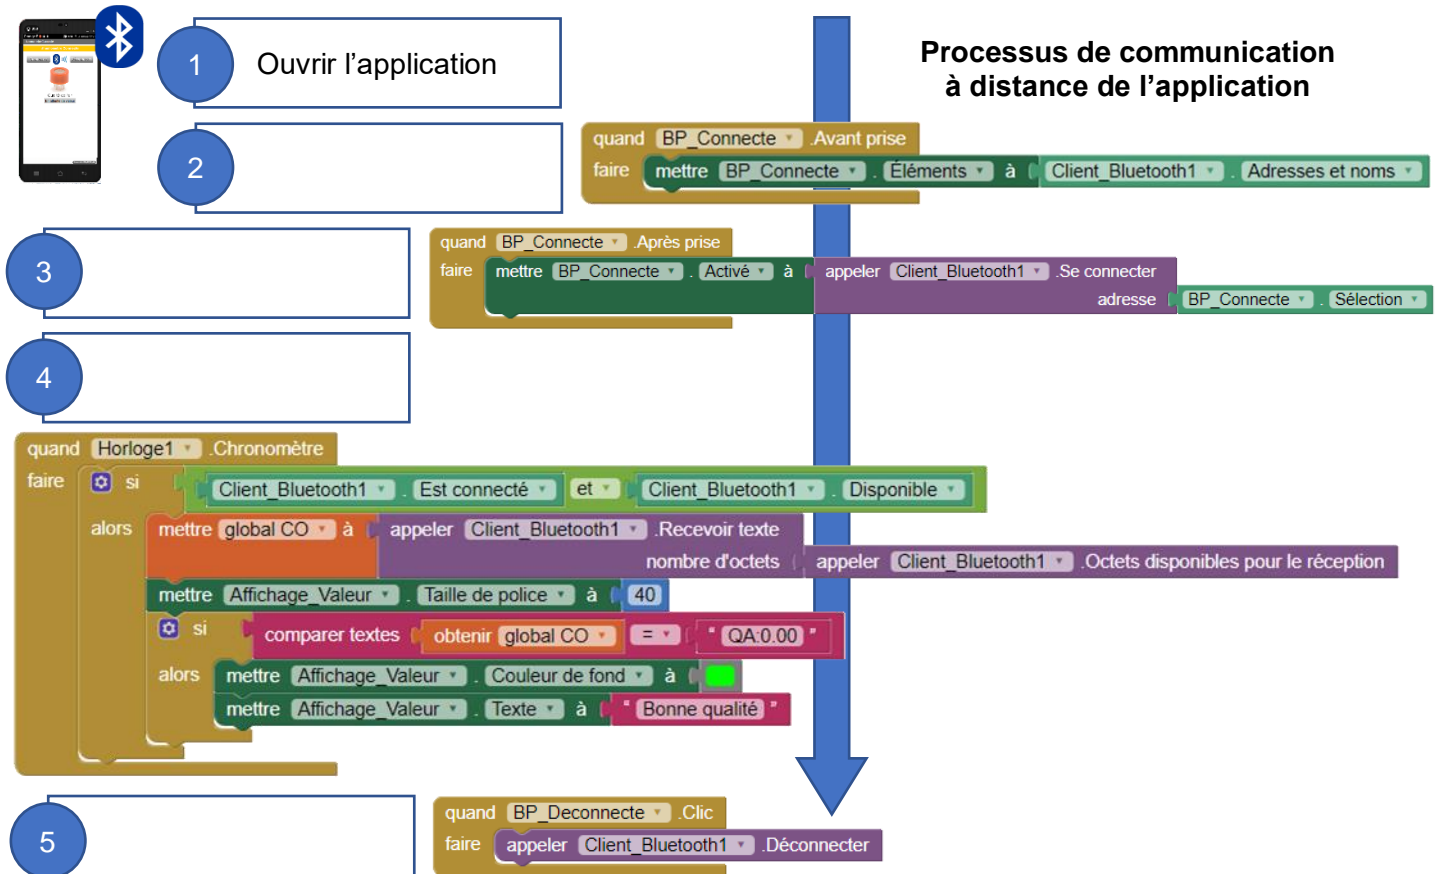 1
Ouvrir l’application
Processus de communication
à distance de l’application
2
quand BP_Connecte .Avant prise
faire mettre BP_Connecte . Éléments à Client_Bluetooth1 . Adresses et noms
3
quand BP_Connecte .Après prise
faire mettre BP_Connecte . Activé à appeler Client_Bluetooth1 .Se connecter
adresse BP_Connecte . Sélection
4
quand Horloge1 .Chronomètre
faire si Client_Bluetooth1 . Est connecté et Client_Bluetooth1 . Disponible
alors mettre global CO à appeler Client_Bluetooth1 .Recevoir texte
nombre d'octets appeler Client_Bluetooth1 .Octets disponibles pour le réception
mettre Affichage_Valeur . Taille de police à 40
si comparer textes obtenir global CO = " QA:0.00 "
alors mettre Affichage_Valeur . Couleur de fond à
mettre Affichage_Valeur . Texte à " Bonne qualité "
5
quand BP_Deconnecte .Clic
faire appeler Client_Bluetooth1 .Déconnecter